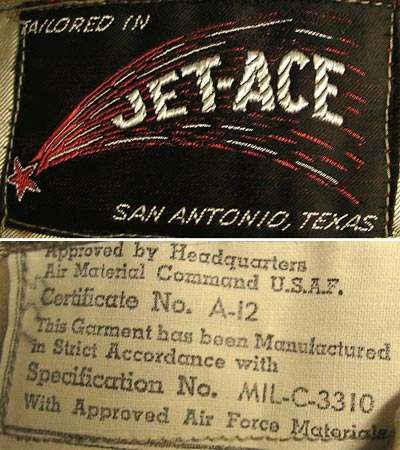 TAILORED IN
JET-ACE
SAN ANTONIO, TEXAS
Approved by Headquarters
Air Material Command U.S.A.F.
Certificate No. A-12
This Garment has been Manufactured
in Strict Accordance with
Specification No. MIL-C-3310
With Approved Air Force Materials